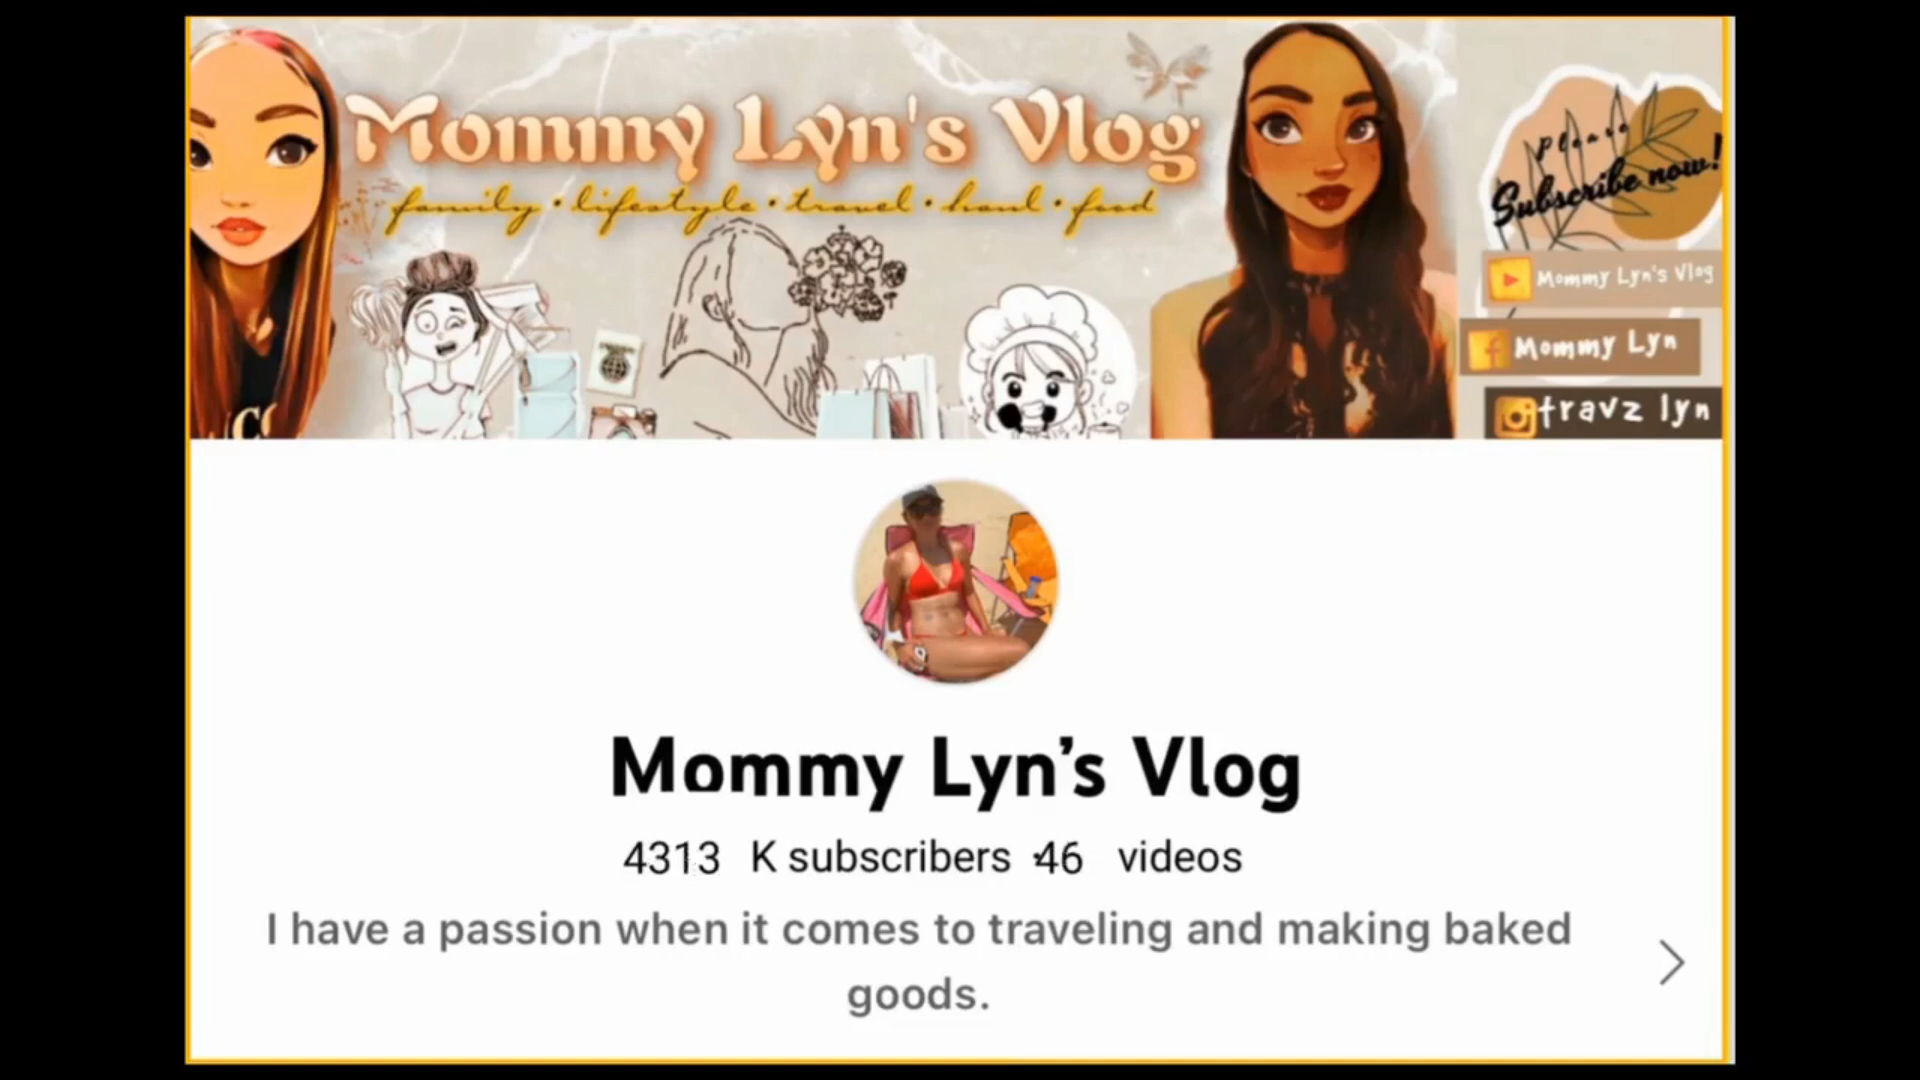 Mommy Lyn's Vlog
family • lifestyle • travel • haul • food
Please
Subscribe now!
Mommy Lyn's Vlog
Mommy Lyn
travz lyn
Mommy Lyn's Vlog
4313 K subscribers •46 videos
I have a passion when it comes to traveling and making baked
goods.